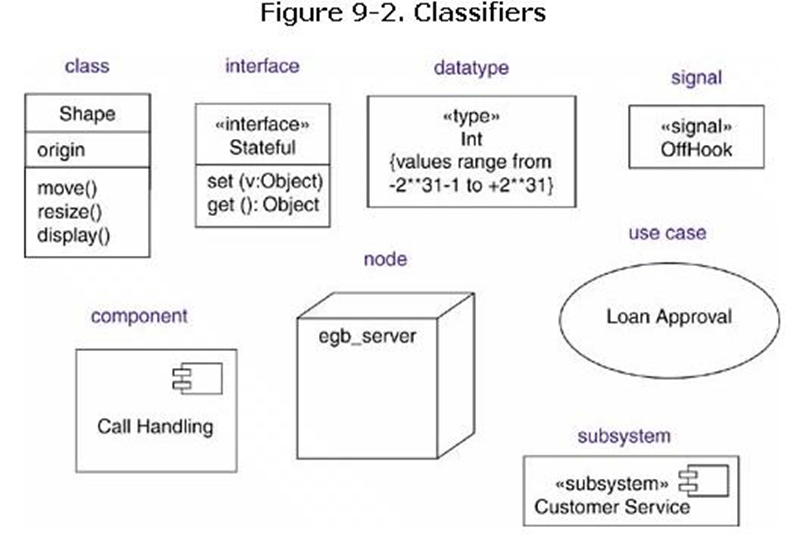 Figure 9-2. Classifiers
class
Shape
origin
move()
resize()
display()
interface
«interface»
Stateful
set (v:Object)
get (): Object
datatype
«type»
Int
{values range from
-2**31-1 to +2**31}
signal
«signal»
OffHook
component
Call Handling
node
egb_server
use case
Loan Approval
subsystem
«subsystem»
Customer Service